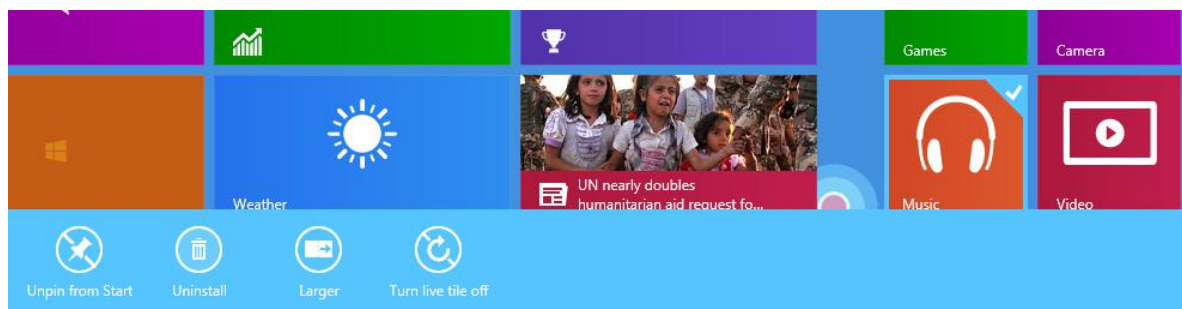 Games
Camera
Weather
UN nearly doubles
humanitarian aid request fo...
Music
Video
Unpin from Start
Uninstall
Larger
Turn live tile off